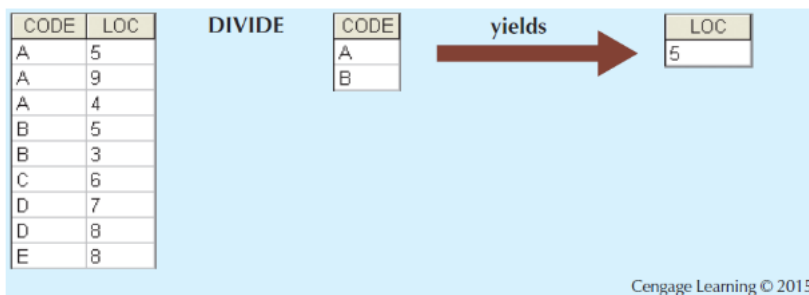 CODE LOC DIVIDE CODE yields LOC
A 5 A 5
A 9 B
A 4
B 5
B 3
C 6
D 7
D 8
E 8
Cengage Learning © 2015